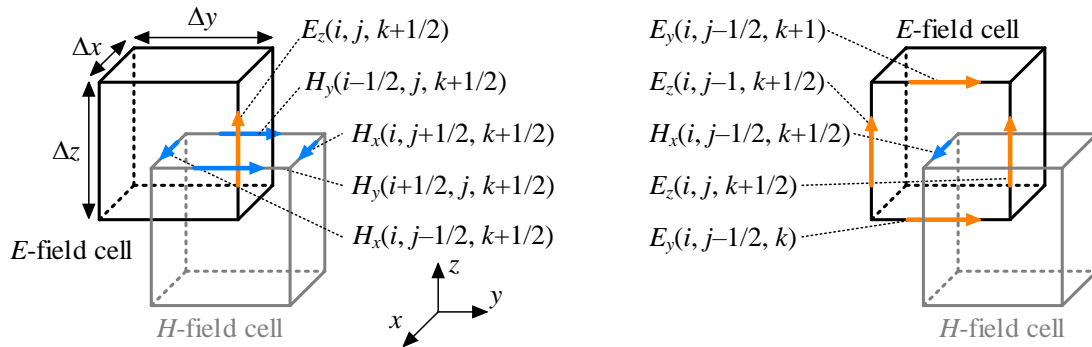 Δy
Δx
Δz
E-field cell
H-field cell
E_z(i, j, k+1/2)
H_y(i–1/2, j, k+1/2)
H_x(i, j+1/2, k+1/2)
H_y(i+1/2, j, k+1/2)
H_x(i, j–1/2, k+1/2)
z
y
x
E_y(i, j–1/2, k+1)
E_z(i, j–1, k+1/2)
H_x(i, j–1/2, k+1/2)
E_z(i, j, k+1/2)
E_y(i, j–1/2, k)
E-field cell
H-field cell